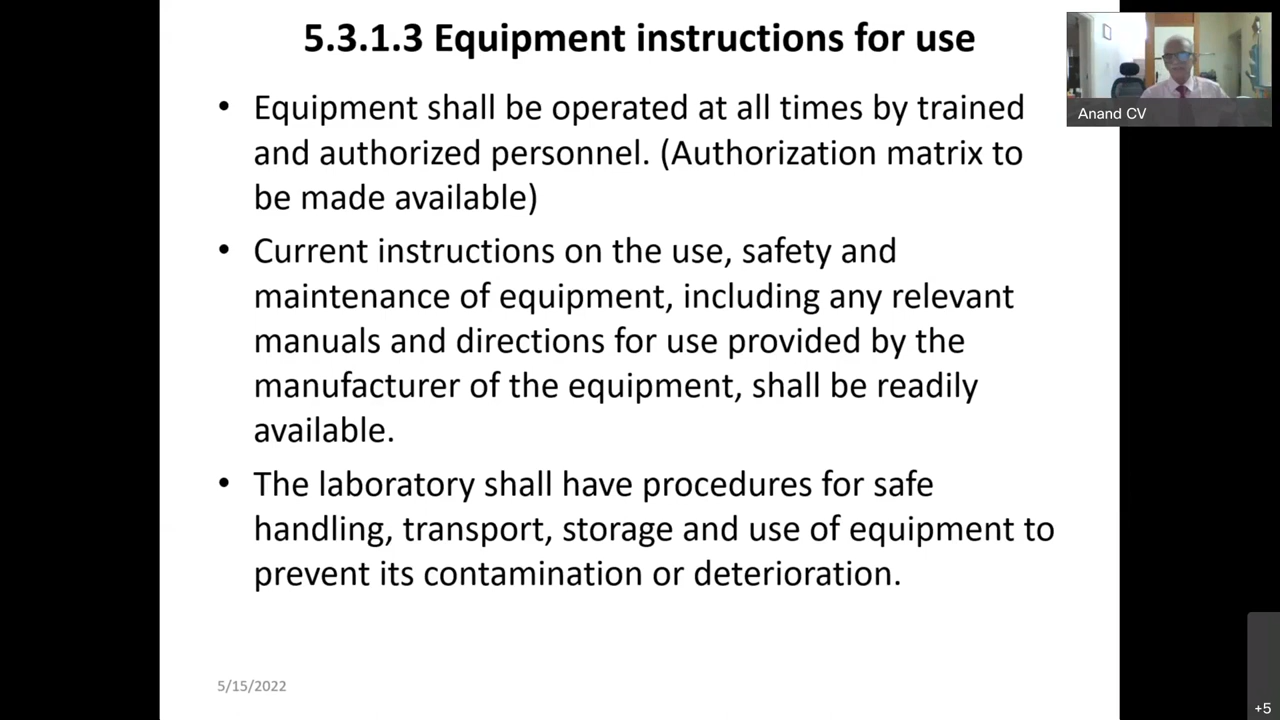 5.3.1.3 Equipment instructions for use
• Equipment shall be operated at all times by trained
and authorized personnel. (Authorization matrix to
be made available)
• Current instructions on the use, safety and
maintenance of equipment, including any relevant
manuals and directions for use provided by the
manufacturer of the equipment, shall be readily
available.
• The laboratory shall have procedures for safe
handling, transport, storage and use of equipment to
prevent its contamination or deterioration.
5/15/2022
Anand CV
+5